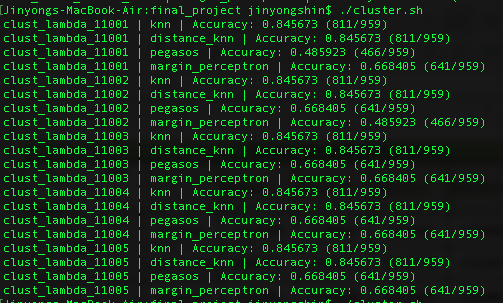 [Jinyongs-MacBook-Air:final_project jinyongshin$ ./cluster.sh
clust_lambda_11001 | knn | Accuracy: 0.845673 (811/959)
clust_lambda_11001 | distance_knn | Accuracy: 0.845673 (811/959)
clust_lambda_11001 | pegasos | Accuracy: 0.485923 (466/959)
clust_lambda_11001 | margin_perceptron | Accuracy: 0.668405 (641/959)
clust_lambda_11002 | knn | Accuracy: 0.845673 (811/959)
clust_lambda_11002 | distance_knn | Accuracy: 0.845673 (811/959)
clust_lambda_11002 | pegasos | Accuracy: 0.668405 (641/959)
clust_lambda_11002 | margin_perceptron | Accuracy: 0.485923 (466/959)
clust_lambda_11003 | knn | Accuracy: 0.845673 (811/959)
clust_lambda_11003 | distance_knn | Accuracy: 0.845673 (811/959)
clust_lambda_11003 | pegasos | Accuracy: 0.668405 (641/959)
clust_lambda_11003 | margin_perceptron | Accuracy: 0.668405 (641/959)
clust_lambda_11004 | knn | Accuracy: 0.845673 (811/959)
clust_lambda_11004 | distance_knn | Accuracy: 0.845673 (811/959)
clust_lambda_11004 | pegasos | Accuracy: 0.668405 (641/959)
clust_lambda_11004 | margin_perceptron | Accuracy: 0.668405 (641/959)
clust_lambda_11005 | knn | Accuracy: 0.845673 (811/959)
clust_lambda_11005 | distance_knn | Accuracy: 0.845673 (811/959)
clust_lambda_11005 | pegasos | Accuracy: 0.668405 (641/959)
clust_lambda_11005 | margin_perceptron | Accuracy: 0.668405 (641/959)
[Jinyongs-MacBook-Air:final_project jinyongshin$ ./cluster.sh